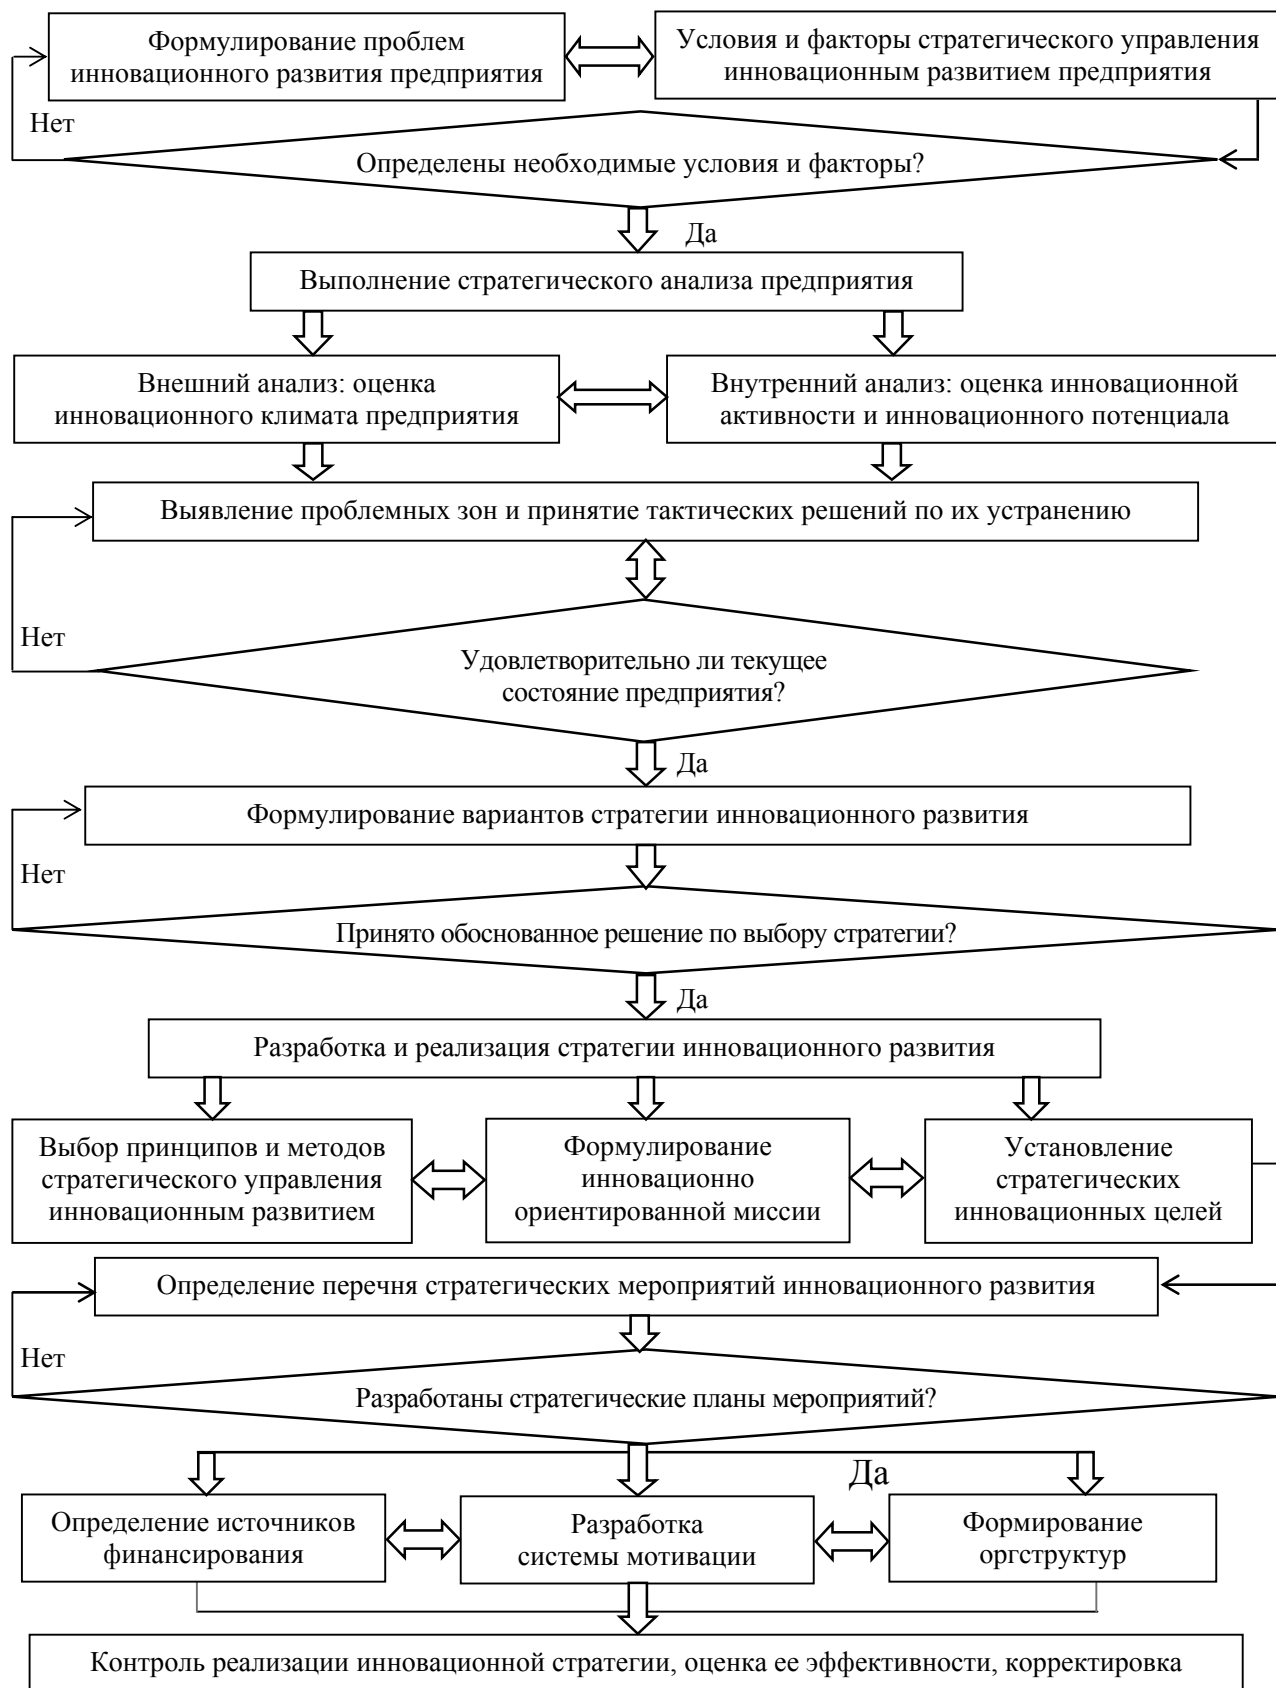 Формулирование проблем
инновационного развития предприятия
Условия и факторы стратегического управления
инновационным развитием предприятия
Нет
Определены необходимые условия и факторы?
Да
Выполнение стратегического анализа предприятия
Внешний анализ: оценка
инновационного климата предприятия
Внутренний анализ: оценка инновационной
активности и инновационного потенциала
Выявление проблемных зон и принятие тактических решений по их устранению
Нет
Удовлетворительно ли текущее
состояние предприятия?
Да
Формулирование вариантов стратегии инновационного развития
Нет
Принято обоснованное решение по выбору стратегии?
Да
Разработка и реализация стратегии инновационного развития
Выбор принципов и методов
стратегического управления
инновационным развитием
Формулирование
инновационно
ориентированной миссии
Установление
стратегических
инновационных целей
Определение перечня стратегических мероприятий инновационного развития
Нет
Разработаны стратегические планы мероприятий?
Да
Определение источников
финансирования
Разработка
системы мотивации
Формирование
оргструктур
Контроль реализации инновационной стратегии, оценка ее эффективности, корректировка